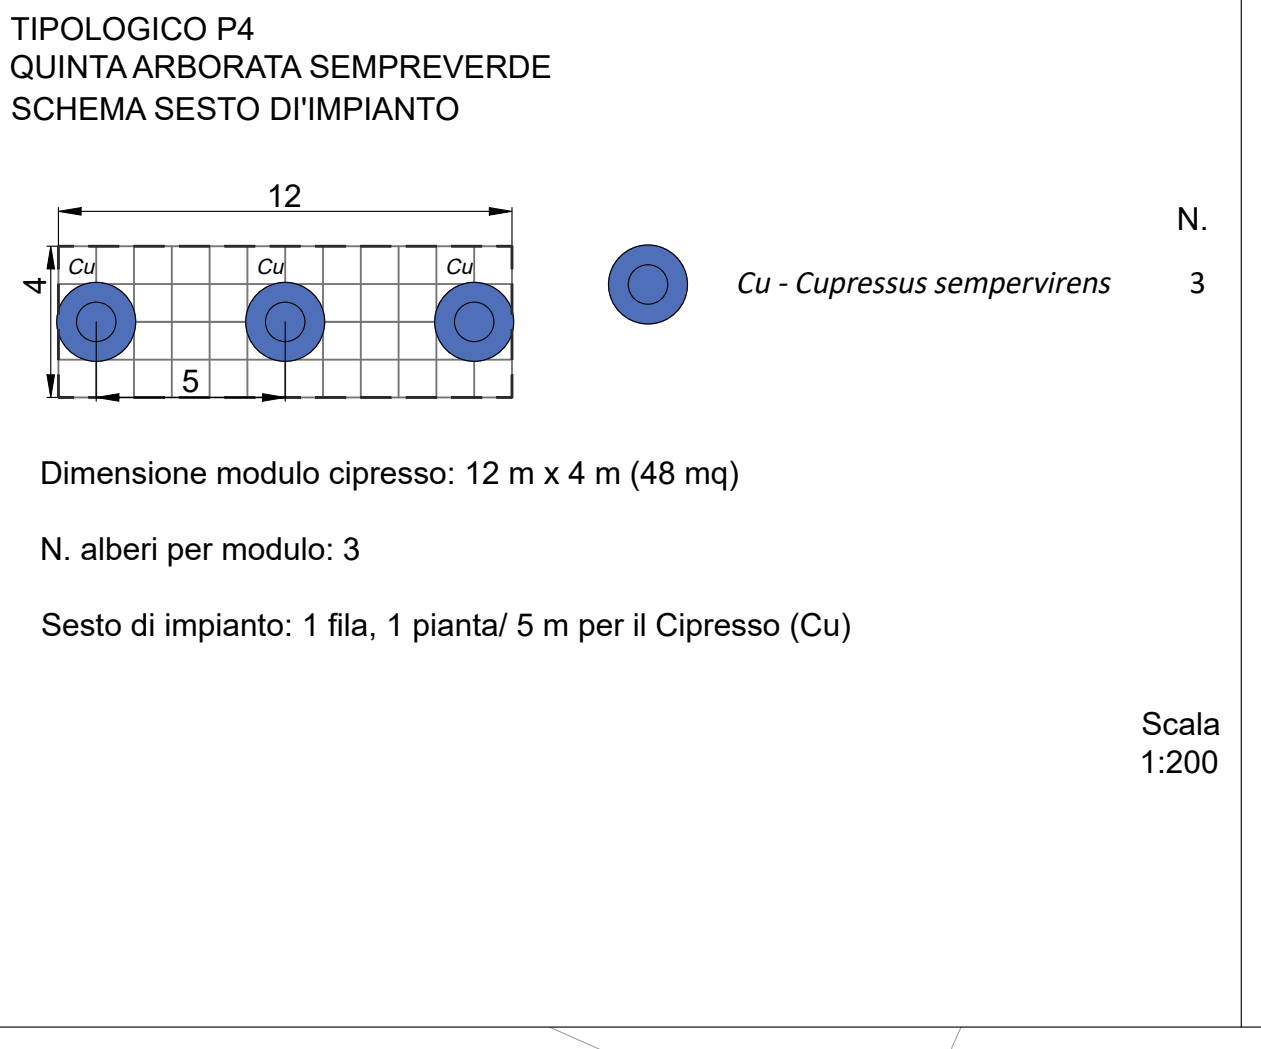 TIPOLOGICO P4
QUINTA ARBORATA SEMPREVERDE
SCHEMA SESTO DI'IMPIANTO
12
N.
4
Cu
Cu
Cu
Cu - Cupressus sempervirens 3
5
Dimensione modulo cipresso: 12 m x 4 m (48 mq)
N. alberi per modulo: 3
Sesto di impianto: 1 fila, 1 pianta/ 5 m per il Cipresso (Cu)
Scala
1:200